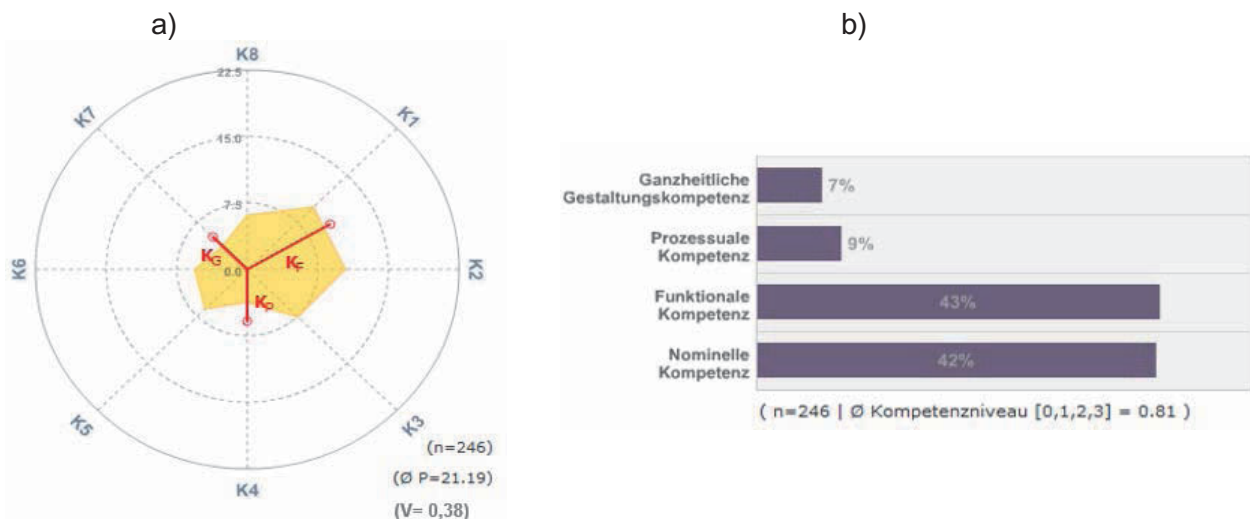 a)
K8
22.5
K7
K1
45.0
7.5
K6
0.0
K2
KG
KF
KP
K5
K3
K4
(n=246)
(Ø P=21.19)
(V= 0,38)
b)
Ganzheitliche
Gestaltungskompetenz
7%
Prozessuale
Kompetenz
9%
Funktionale
Kompetenz
43%
Nominelle
Kompetenz
42%
( n=246 | Ø Kompetenzniveau [0,1,2,3] = 0.81 )